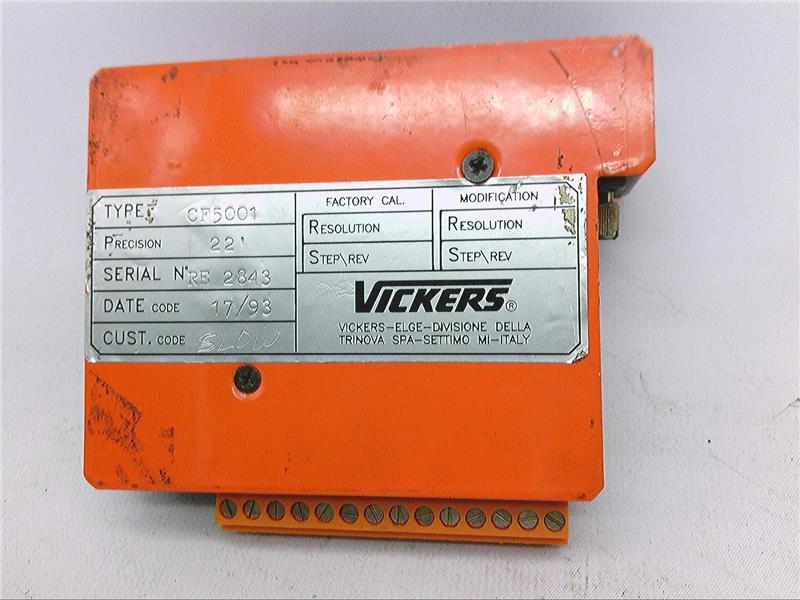 TYPE CF5001
PRECISION 22'
SERIAL N. RE 2843
DATE CODE 17/93
CUST. CODE SLOW
FACTORY CAL.
RESOLUTION
STEP\REV
MODIFICATION
RESOLUTION
STEP\REV
VICKERS®
VICKERS-ELGE-DIVISIONE DELLA
TRINOVA SPA-SETTIMO MI-ITALY